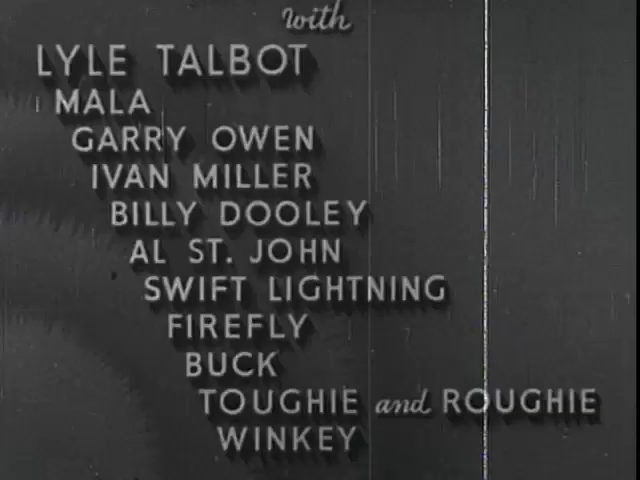 with
LYLE TALBOT
MALA
GARRY OWEN
IVAN MILLER
BILLY DOOLEY
AL ST. JOHN
SWIFT LIGHTNING
FIREFLY
BUCK
TOUGHIE and ROUGHIE
WINKEY